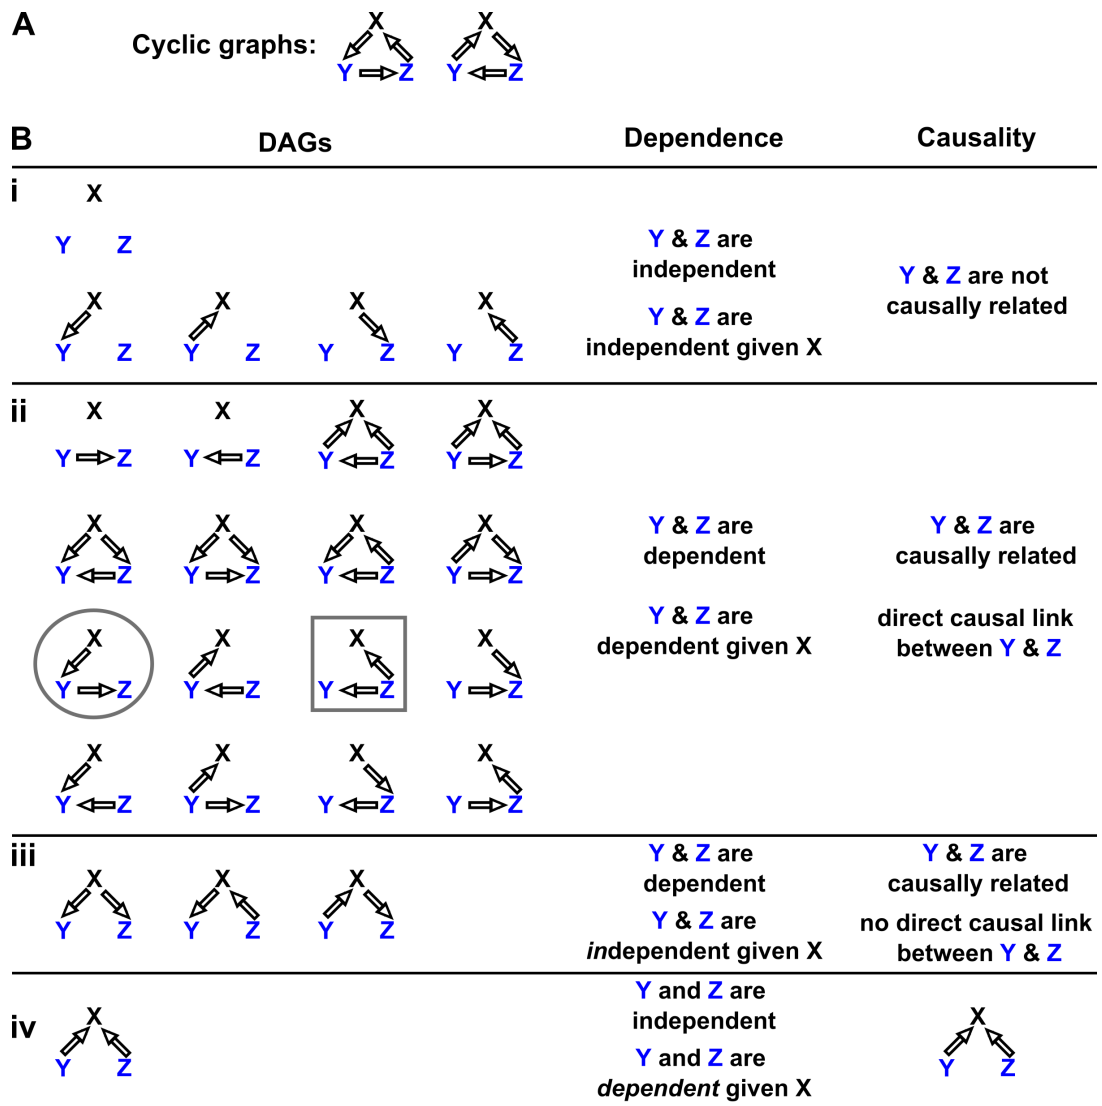 A
Cyclic graphs:
X X
Y Z Y Z
B DAGs Dependence Causality
i
X
Y Z
X X X X
Y Z Y Z Y Z Y Z
Y & Z are
independent
Y & Z are
independent given X
Y & Z are not
causally related
ii
X X X X
Y Z Y Z Y Z Y Z
X X X X
Y Z Y Z Y Z Y Z
X X X X
Y Z Y Z Y Z Y Z
X X X X
Y Z Y Z Y Z Y Z
Y & Z are
dependent
Y & Z are
dependent given X
Y & Z are
causally related
direct causal link
between Y & Z
iii
X X X
Y Z Y Z Y Z
Y & Z are
dependent
Y & Z are
independent given X
Y & Z are
causally related
no direct causal link
between Y & Z
iv
X
Y Z
Y and Z are
independent
Y and Z are
dependent given X
X
Y Z